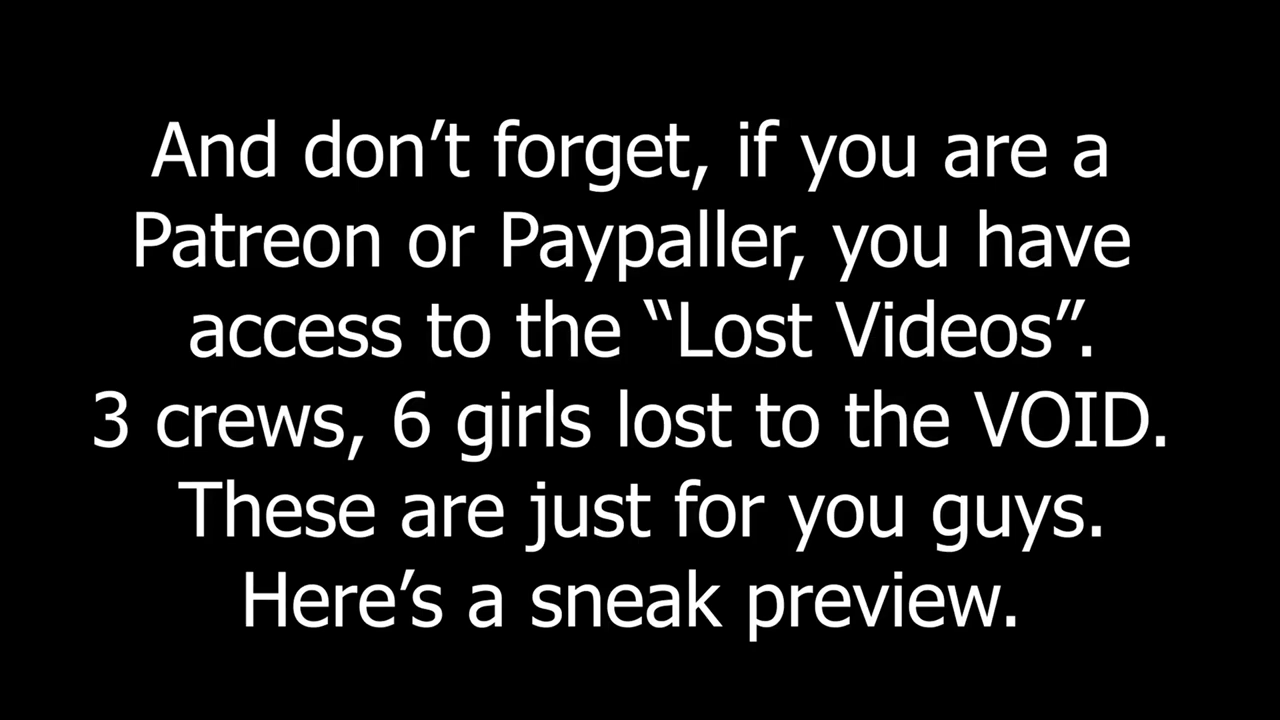 And don’t forget, if you are a
Patreon or Paypaller, you have
access to the “Lost Videos”.
3 crews, 6 girls lost to the VOID.
These are just for you guys.
Here’s a sneak preview.